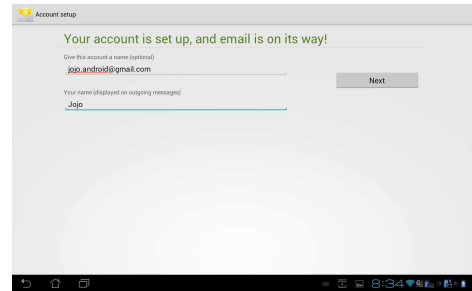 Account setup
Your account is set up, and email is on its way!
Give this account a name (optional)
jojo.android@gmail.com
Next
Your name (displayed on outgoing messages)
Jojo
8:34